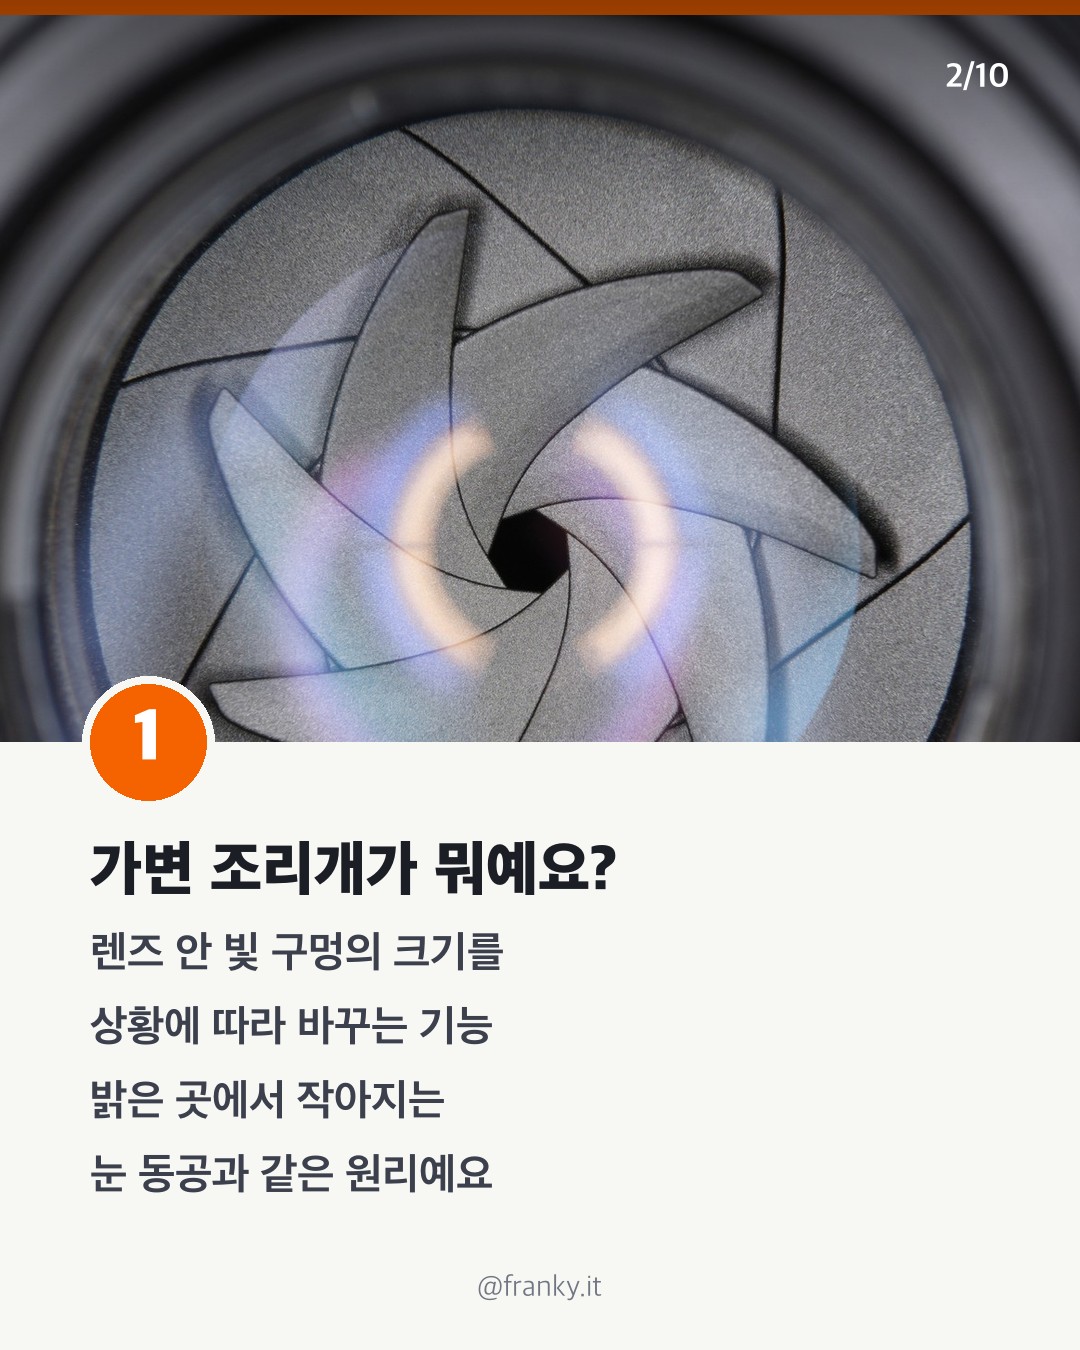 2/10
1
가변 조리개가 뭐예요?
렌즈 안 빛 구멍의 크기를
상황에 따라 바꾸는 기능
밝은 곳에서 작아지는
눈 동공과 같은 원리예요
@franky.it